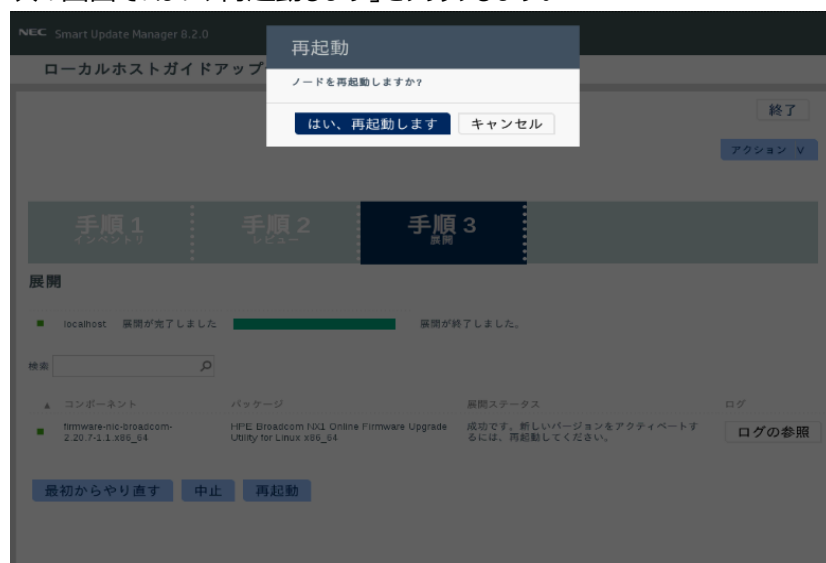 NEC Smart Update Manager 8.2.0
ローカルホストガイドアップ
再起動
ノードを再起動しますか?
はい、再起動します キャンセル
終了
アクション ∨
手順 1
インベントリ
手順 2
レビュー
手順 3
展開
展開
localhost: 展開が完了しました 展開が終了しました。
検索
▲ コンポーネント パッケージ 展開ステータス ログ
firmware-nic-broadcom-2.20.7-1.1.x86_64
HPE Broadcom NX1 Online Firmware Upgrade Utility for Linux x86_64
成功です。新しいバージョンをアクティベートするには、再起動してください。
ログの参照
最初からやり直す 中止 再起動